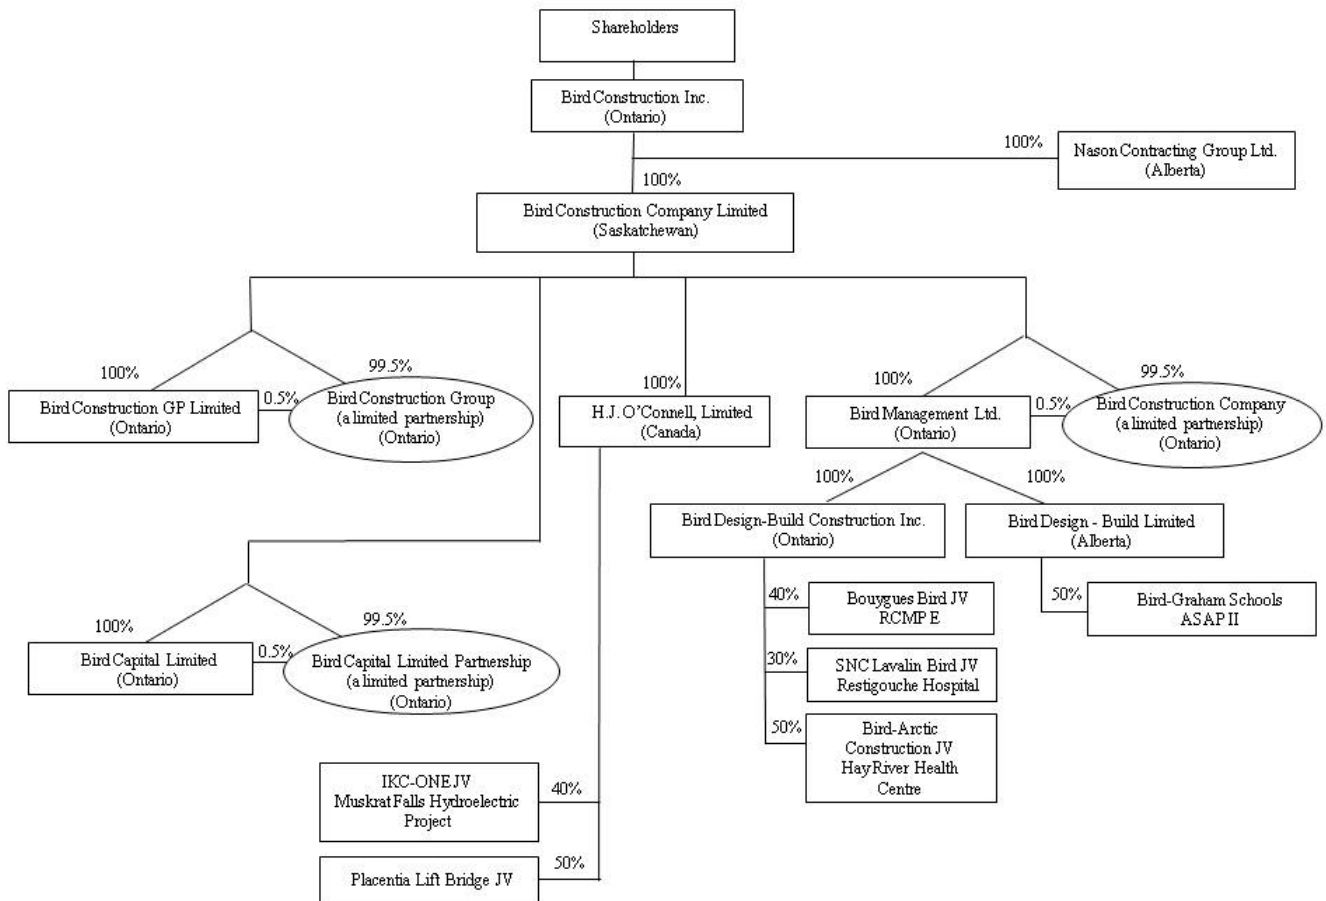 Shareholders
Bird Construction Inc.
(Ontario)
100%
Nason Contracting Group Ltd.
(Alberta)
100%
Bird Construction Company Limited
(Saskatchewan)
100%
Bird Construction GP Limited
(Ontario)
0.5%
99.5%
Bird Construction Group
(a limited partnership)
(Ontario)
100%
H.J. O'Connell, Limited
(Canada)
100%
Bird Management Ltd.
(Ontario)
0.5%
99.5%
Bird Construction Company
(a limited partnership)
(Ontario)
100%
Bird Design-Build Construction Inc.
(Ontario)
100%
Bird Design - Build Limited
(Alberta)
40%
Bouygues Bird JV
RCMP E
50%
Bird-Graham Schools
ASAP II
100%
Bird Capital Limited
(Ontario)
0.5%
99.5%
Bird Capital Limited Partnership
(a limited partnership)
(Ontario)
30%
SNC Lavalin Bird JV
Restigouche Hospital
50%
Bird-Arctic
Construction JV
Hay River Health
Centre
IKC-ONE JV
Muskrat Falls Hydroelectric
Project
40%
Placentia Lift Bridge JV
50%